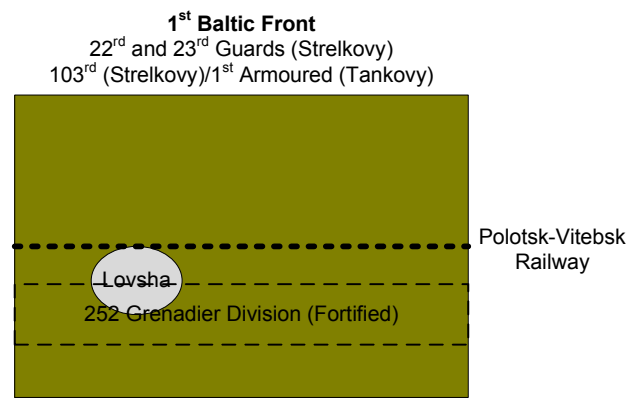 1st Baltic Front
22rd and 23rd Guards (Strelkovy)
103rd (Strelkovy)/1st Armoured (Tankovy)
Polotsk-Vitebsk
Railway
Lovsha
252 Grenadier Division (Fortified)